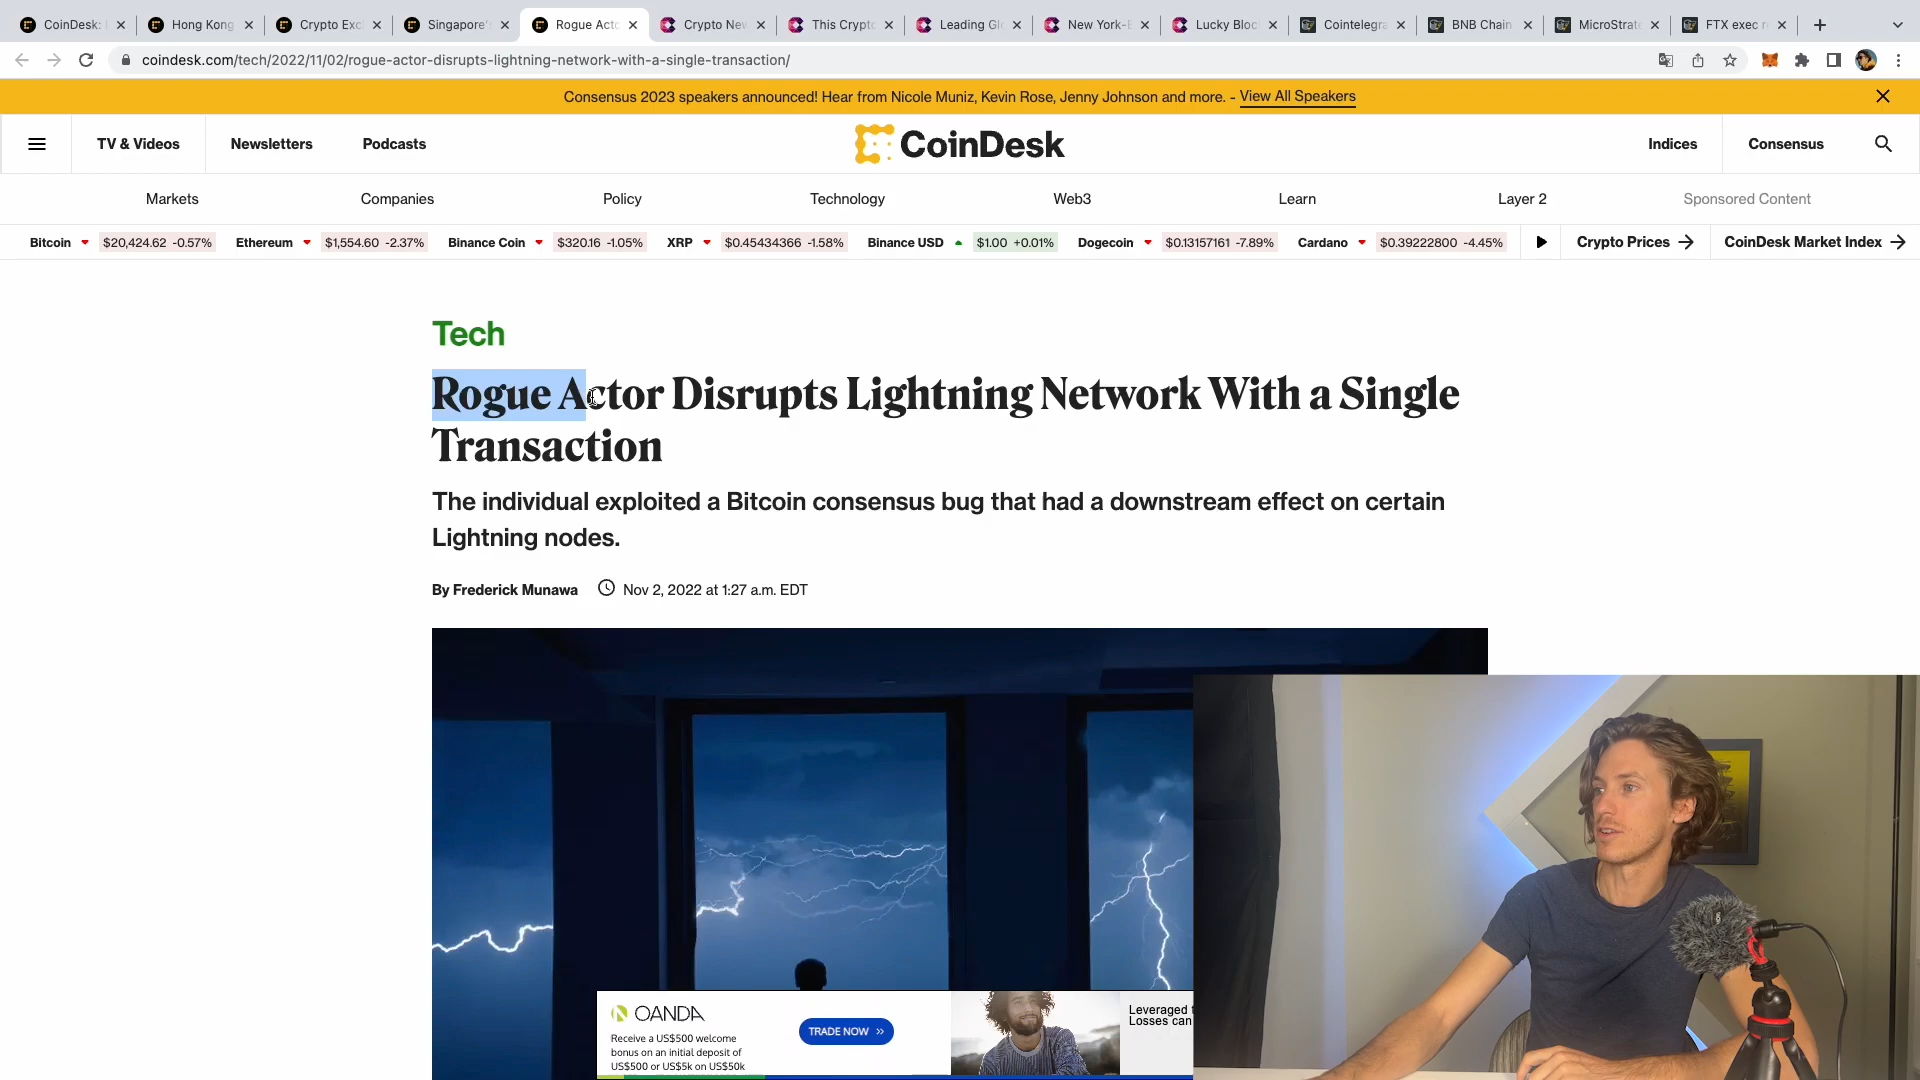 CoinDesk:
Hong Kong
Crypto Exc
Singapore'
Rogue Acto
Crypto New
This Crypto
Leading Glo
New York-B
Lucky Bloc
Cointelegra
BNB Chain
MicroStrate
FTX exec r
coindesk.com/tech/2022/11/02/rogue-actor-disrupts-lightning-network-with-a-single-transaction/
Consensus 2023 speakers announced! Hear from Nicole Muniz, Kevin Rose, Jenny Johnson and more. - View All Speakers
TV & Videos
Newsletters
Podcasts
CoinDesk
Indices
Consensus
Markets
Companies
Policy
Technology
Web3
Learn
Layer 2
Sponsored Content
Bitcoin $20,424.62 -0.57%
Ethereum $1,554.60 -2.37%
Binance Coin $320.16 -1.05%
XRP $0.45434366 -1.58%
Binance USD $1.00 +0.01%
Dogecoin $0.13157161 -7.89%
Cardano $0.39222800 -4.45%
Crypto Prices
CoinDesk Market Index
Tech
Rogue Actor Disrupts Lightning Network With a Single
Transaction
The individual exploited a Bitcoin consensus bug that had a downstream effect on certain
Lightning nodes.
By Frederick Munawa
Nov 2, 2022 at 1:27 a.m. EDT
OANDA
Receive a US$500 welcome
bonus on an initial deposit of
US$500 or US$5k on US$50k
TRADE NOW
Leveraged
Losses can